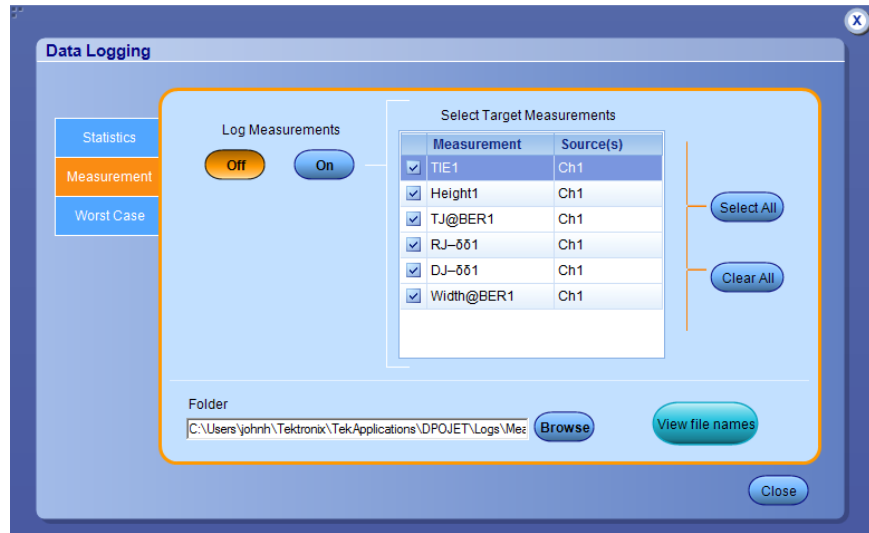 X
Data Logging
Statistics
Measurement
Worst Case
Log Measurements
Off On
Select Target Measurements
Measurement Source(s)
TIE1 Ch1
Height1 Ch1
TJ@BER1 Ch1
RJ–δδ1 Ch1
DJ–δδ1 Ch1
Width@BER1 Ch1
Select All
Clear All
Folder
C:\Users\johnh\Tektronix\TekApplications\DPOJET\Logs\Mea
Browse
View file names
Close